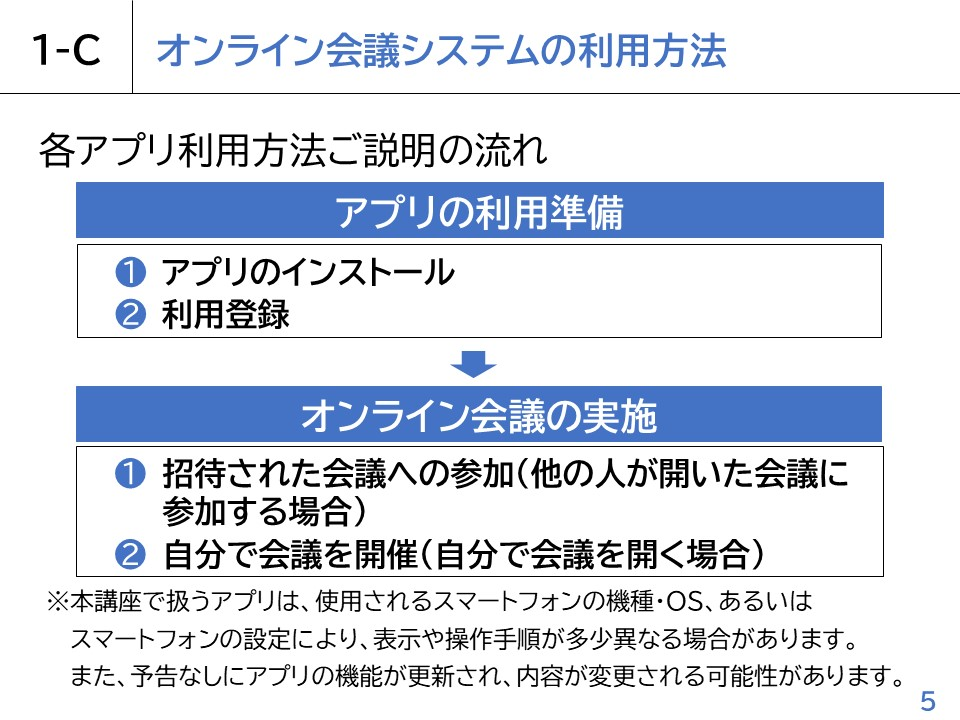 1-C
オンライン会議システムの利用方法
各アプリ利用方法ご説明の流れ
アプリの利用準備
❶ アプリのインストール
❷ 利用登録
オンライン会議の実施
❶ 招待された会議への参加(他の人が開いた会議に
参加する場合)
❷ 自分で会議を開催(自分で会議を開く場合)
※本講座で扱うアプリは、使用されるスマートフォンの機種・OS、あるいは
スマートフォンの設定により、表示や操作手順が多少異なる場合があります。
また、予告なしにアプリの機能が更新され、内容が変更される可能性があります。
5